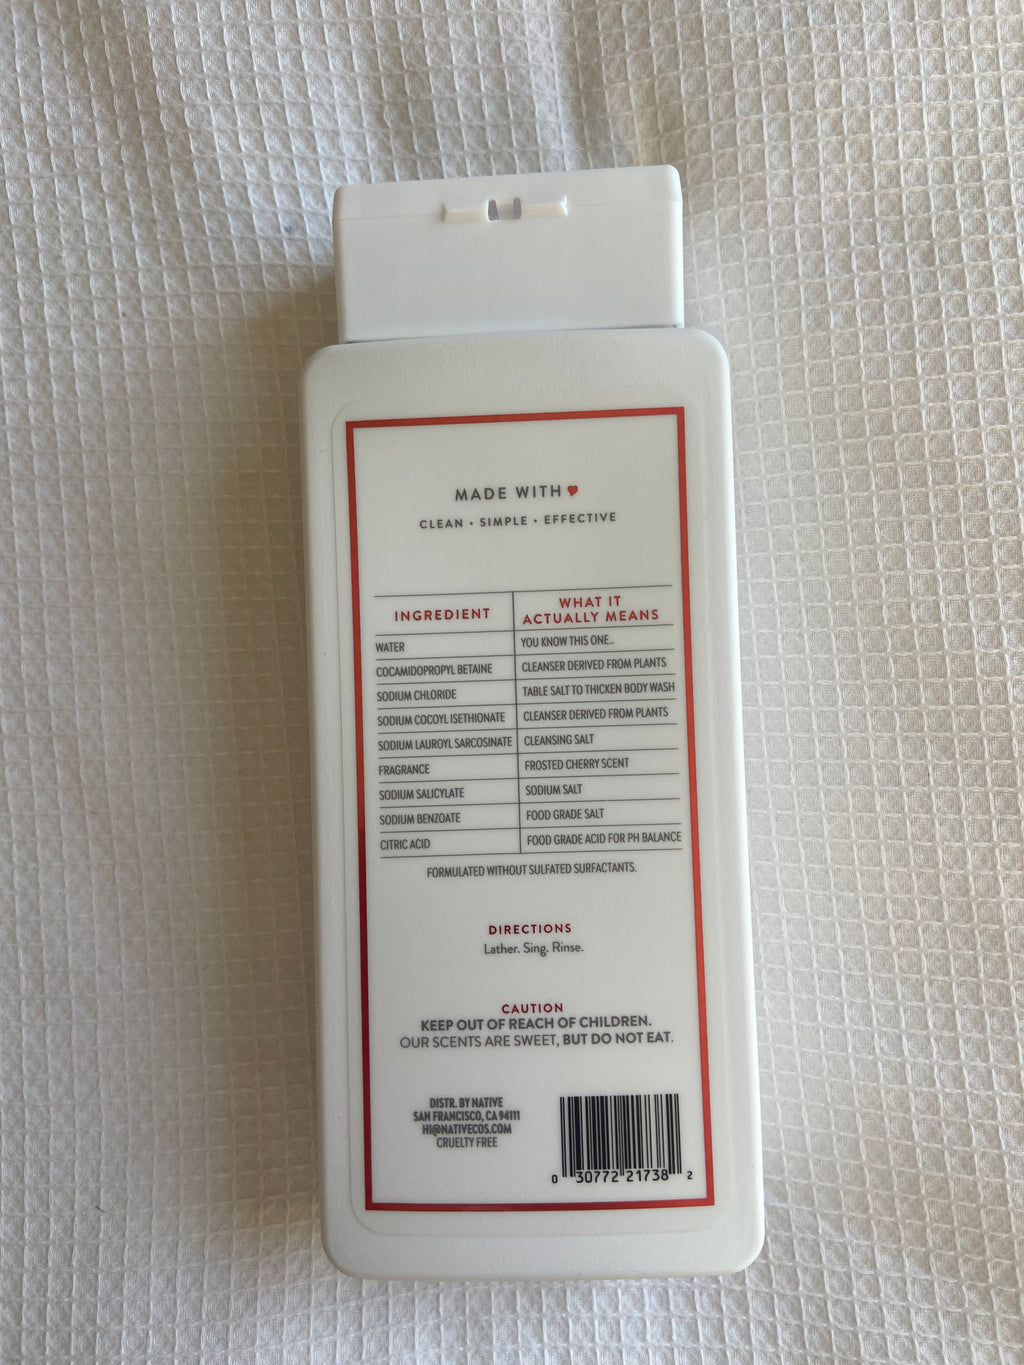 MADE WITH ♥
CLEAN • SIMPLE • EFFECTIVE
INGREDIENT
WHAT IT
ACTUALLY MEANS
WATER YOU KNOW THIS ONE...
COCAMIDOPROPYL BETAINE CLEANSER DERIVED FROM PLANTS
SODIUM CHLORIDE TABLE SALT TO THICKEN BODY WASH
SODIUM COCOYL ISETHIONATE CLEANSER DERIVED FROM PLANTS
SODIUM LAUROYL SARCOSINATE CLEANSING SALT
FRAGRANCE FROSTED CHERRY SCENT
SODIUM SALICYLATE SODIUM SALT
SODIUM BENZOATE FOOD GRADE SALT
CITRIC ACID FOOD GRADE ACID FOR PH BALANCE
FORMULATED WITHOUT SULFATED SURFACTANTS.
DIRECTIONS
Lather. Sing. Rinse.
CAUTION
KEEP OUT OF REACH OF CHILDREN.
OUR SCENTS ARE SWEET, BUT DO NOT EAT.
DISTR. BY NATIVE
SAN FRANCISCO, CA 94111
HI@NATIVECOS.COM
CRUELTY FREE
0 30772 21738 2